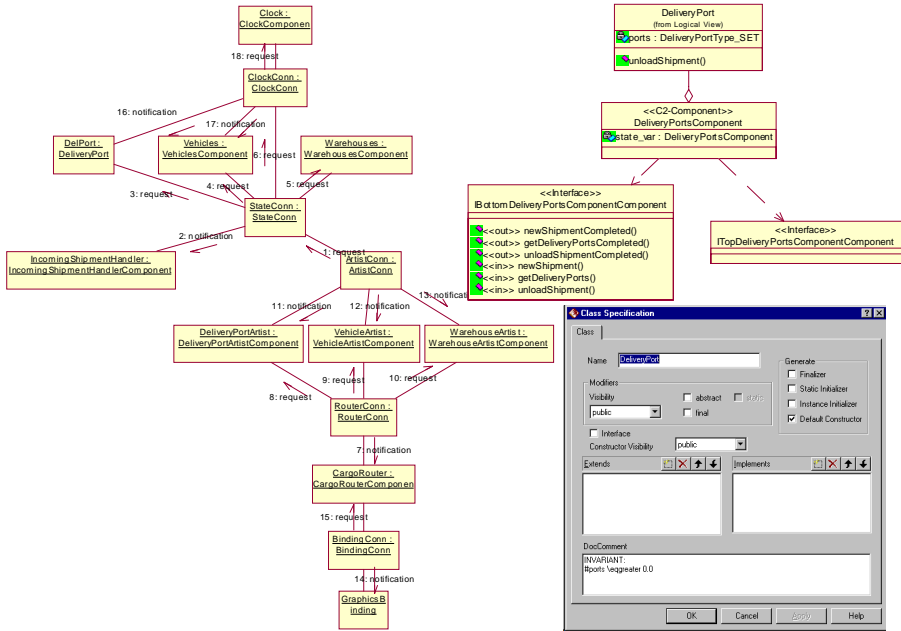 Clock :
ClockComponen
18: request
ClockConn :
ClockConn
16: notification
17: notification
DelPort :
DeliveryPort
Vehicles :
VehiclesComponent
6: request
Warehouses :
WarehousesComponent
3: request
4: request
5: request
StateConn :
StateConn
2: notification
1: request
IncomingShipmentHandler :
IncomingShipmentHandlerComponent
ArtistConn :
ArtistConn
11: notification
12: notification
13: notificati
DeliveryPortArtist :
DeliveryPortArtistComponent
VehicleArtist :
VehicleArtistComponent
WarehouseArtist :
WarehouseArtistComponent
8: request
9: request
10: request
RouterConn :
RouterConn
7: notification
CargoRouter :
CargoRouterComponen
15: request
BindingConn :
BindingConn
14: notification
GraphicsB
inding
DeliveryPort
(from Logical View)
ports : DeliveryPortType_SET
unloadShipment()
<<C2-Component>>
DeliveryPortsComponent
state_var : DeliveryPortsComponent
<<Interface>>
IBottomDeliveryPortsComponentComponent
<<out>> newShipmentCompleted()
<<out>> getDeliveryPortsCompleted()
<<out>> unloadShipmentCompleted()
<<in>> newShipment()
<<in>> getDeliveryPorts()
<<in>> unloadShipment()
<<Interface>>
ITopDeliveryPortsComponentComponent
Class Specification
Class
Name DeliveryPort
Modifiers
Visibility
public
abstract
static
final
Generate
Finalizer
Static Initializer
Instance Initializer
Default Constructor
Interface
Constructor Visibility public
Extends
Implements
DocComment
INVARIANT:
#ports \eqgreater 0.0
OK Cancel Apply Help